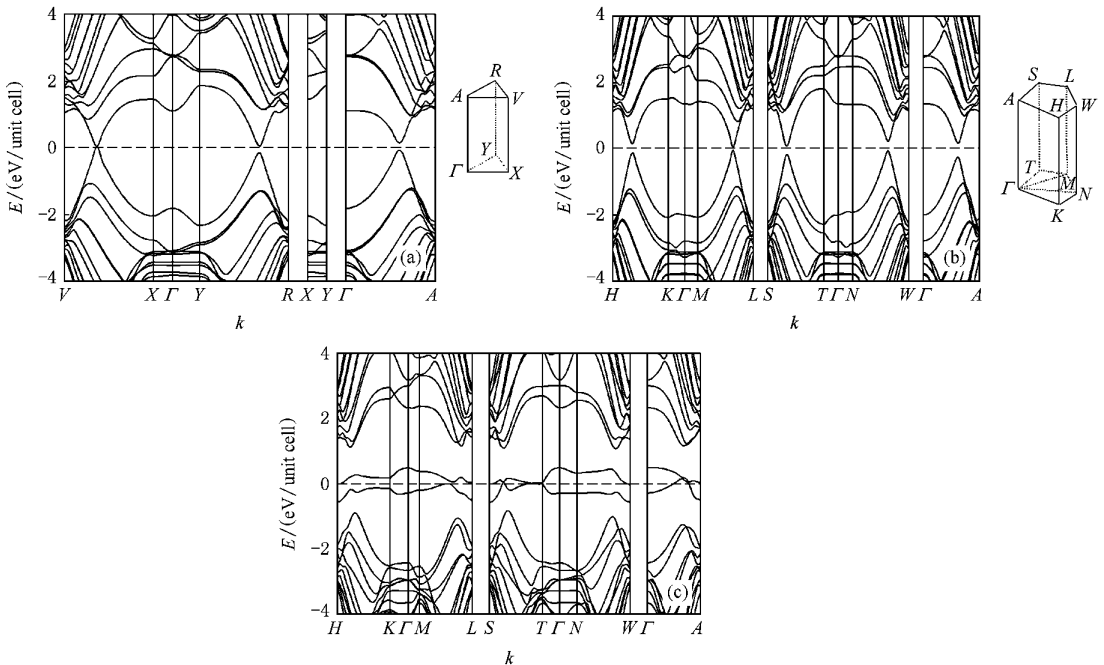 E/(eV/unit cell)
4
2
0
−2
−4
(a)
V X Γ Y R X Y Γ A
k
R
A V
Y
Γ X
E/(eV/unit cell)
4
2
0
−2
−4
(b)
H K Γ M L S T Γ N W Γ A
k
S L
A H W
T M
Γ N
K
E/(eV/unit cell)
4
2
0
−2
−4
(c)
H K Γ M L S T Γ N W Γ A
k